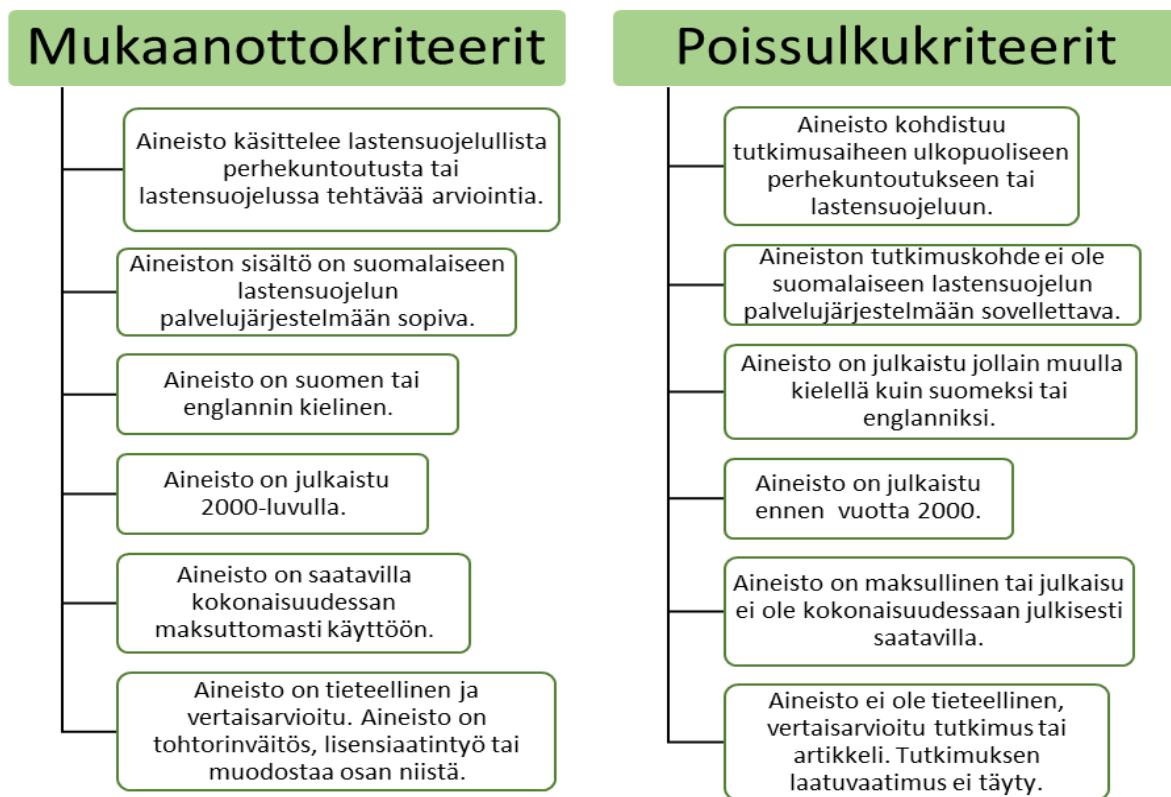 Mukaanottokriteerit
Aineisto käsittelee lastensuojelullista
perhekuntoutusta tai
lastensuojelussa tehtävää arviointia.
Aineiston sisältö on suomalaiseen
lastensuojelun
palvelujärjestelmään sopiva.
Aineisto on suomen tai
englannin kielinen.
Aineisto on julkaistu
2000-luvulla.
Aineisto on saatavilla
kokonaisuudessan
maksuttomasti käyttöön.
Aineisto on tieteellinen ja
vertaisarvioitu. Aineisto on
tohtorinväitös, lisensiaatintyö tai
muodostaa osan niistä.
Poissulkukriteerit
Aineisto kohdistuu
tutkimusaiheen ulkopuoliseen
perhekuntoutukseen tai
lastensuojeluun.
Aineiston tutkimuskohde ei ole
suomalaiseen lastensuojelun
palvelujärjestelmään sovellettava.
Aineisto on julkaistu jollain muulla
kielellä kuin suomeksi tai
englanniksi.
Aineisto on julkaistu
ennen vuotta 2000.
Aineisto on maksullinen tai julkaisu
ei ole kokonaisuudessaan julkisesti
saatavilla.
Aineisto ei ole tieteellinen,
vertaisarvioitu tutkimus tai
artikkeli. Tutkimuksen
laatuvaatimus ei täyty.